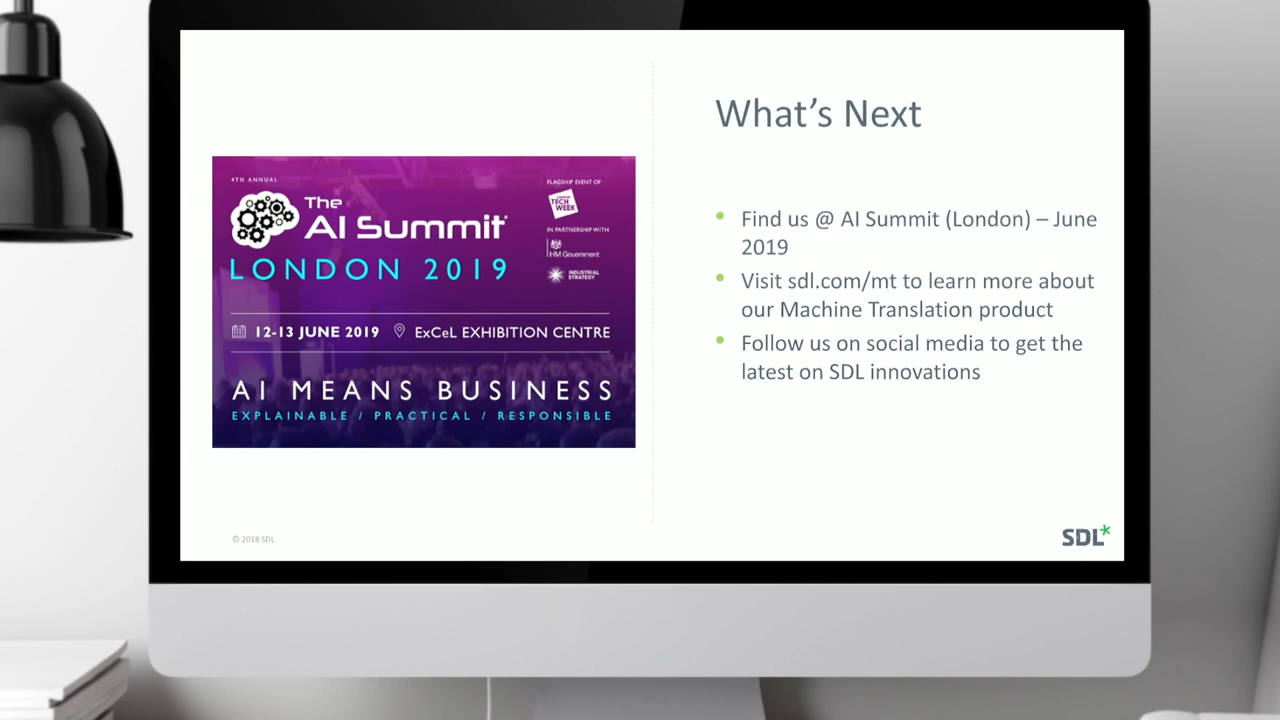 4TH ANNUAL
The
AI Summit
LONDON 2019
FLAGSHIP EVENT OF
TECH
WEEK
IN PARTNERSHIP WITH
HM Government
INDUSTRIAL
STRATEGY
12-13 JUNE 2019 ExCeL EXHIBITION CENTRE
AI MEANS BUSINESS
EXPLAINABLE / PRACTICAL / RESPONSIBLE
What's Next
• Find us @ AI Summit (London) – June
2019
• Visit sdl.com/mt to learn more about
our Machine Translation product
• Follow us on social media to get the
latest on SDL innovations
© 2018 SDL
SDL*